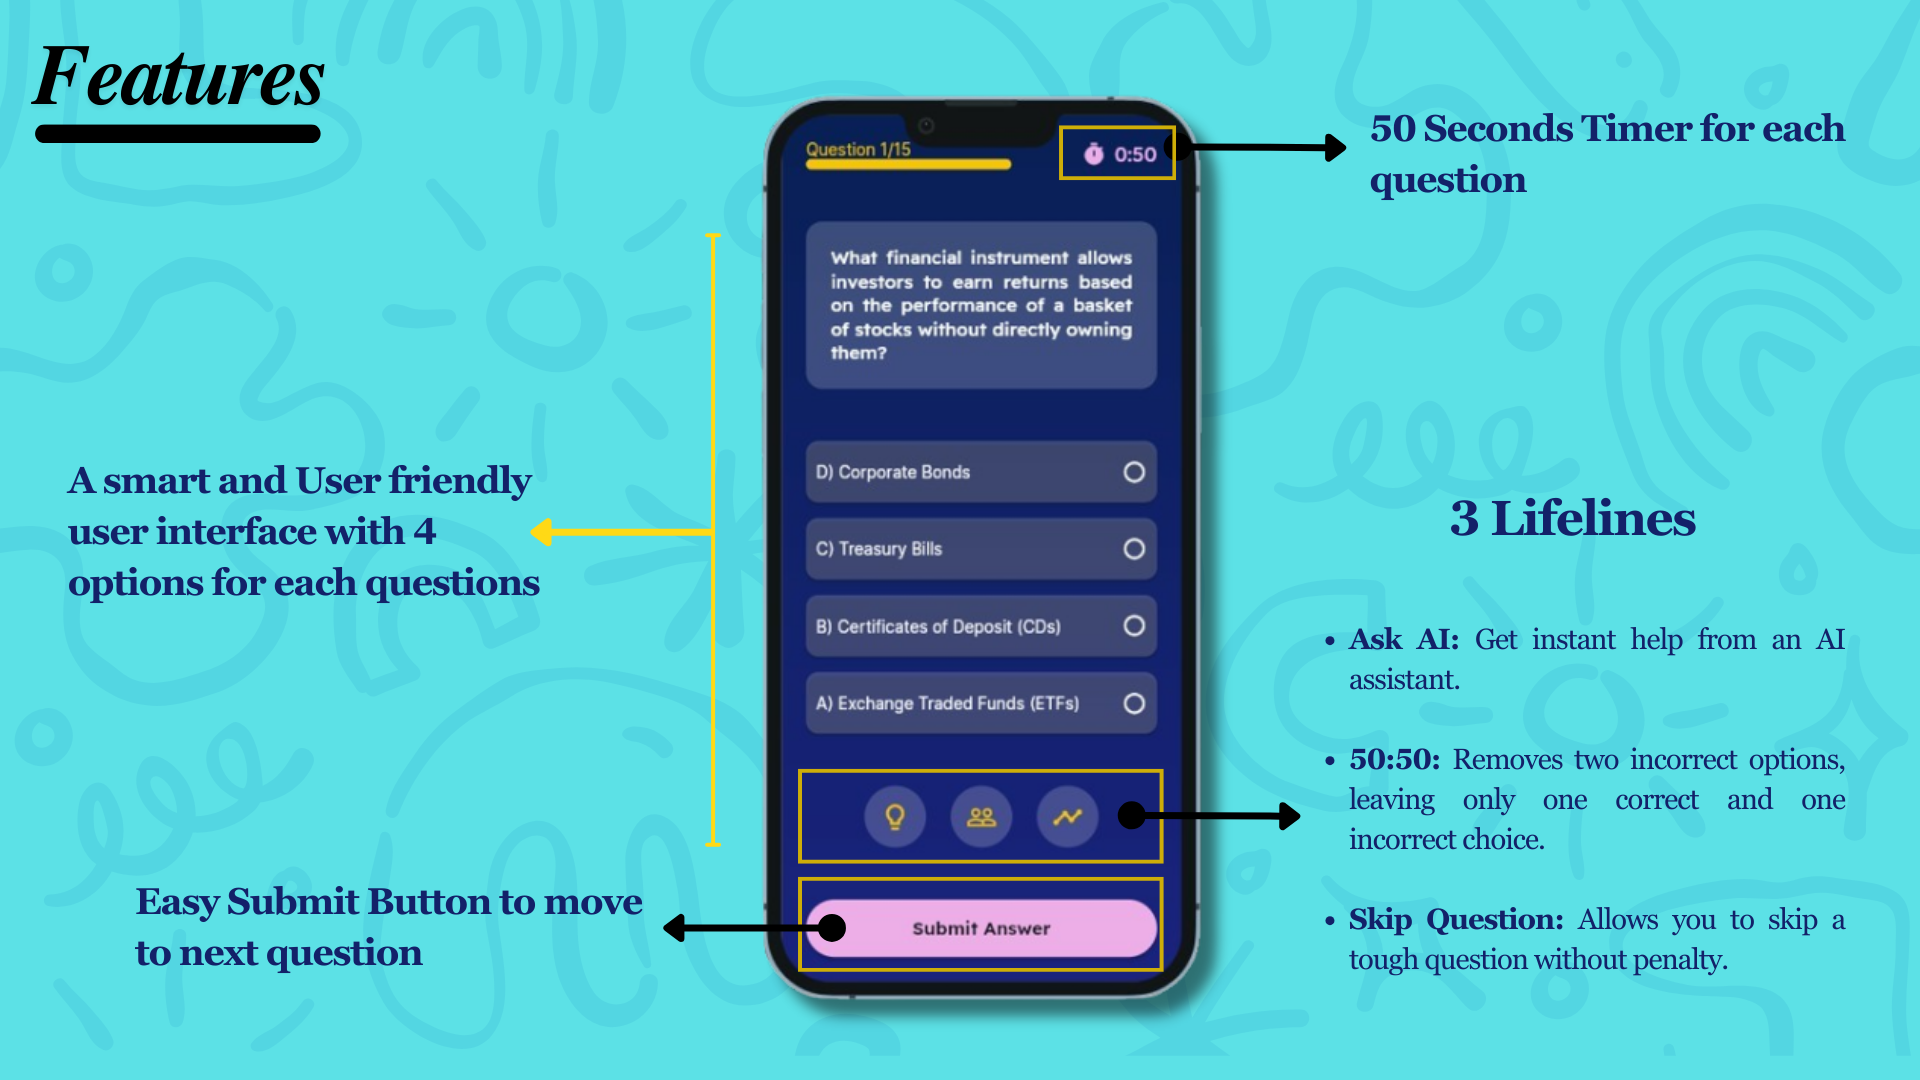 Features
Question 1/15
0:50
50 Seconds Timer for each
question
What financial instrument allows
investors to earn returns based
on the performance of a basket
of stocks without directly owning
them?
A smart and User friendly
user interface with 4
options for each questions
D) Corporate Bonds
C) Treasury Bills
B) Certificates of Deposit (CDs)
A) Exchange Traded Funds (ETFs)
3 Lifelines
• Ask AI: Get instant help from an AI
assistant.
• 50:50: Removes two incorrect options,
leaving only one correct and one
incorrect choice.
• Skip Question: Allows you to skip a
tough question without penalty.
Easy Submit Button to move
to next question
Submit Answer